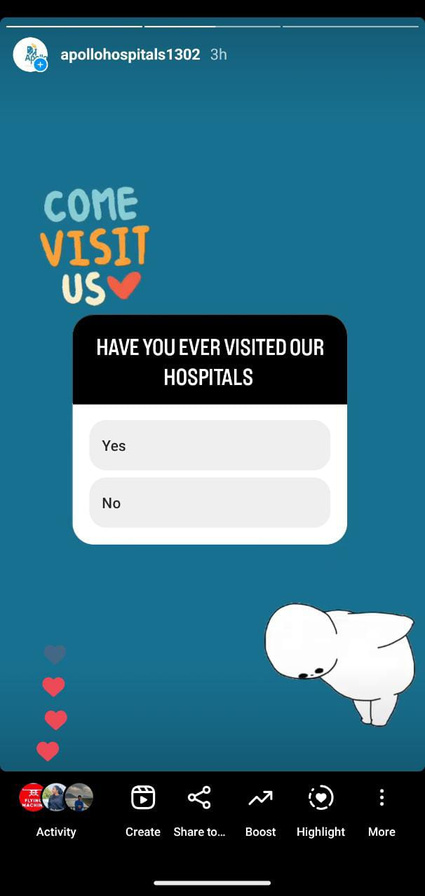 apollohospitals1302 3h
COME
VISIT
US
HAVE YOU EVER VISITED OUR
HOSPITALS
Yes
No
Activity Create Share to... Boost Highlight More